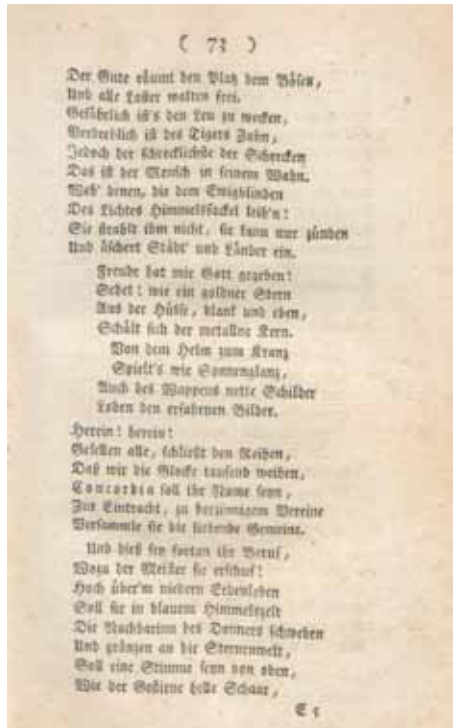 ( 73 )
Der Gute räumt den Platz dem Bösen,
Und alle Laster walten frei.
Gefährlich ist's den Leu zu wecken,
Verderblich ist des Tigers Zahn,
Jedoch der schrecklichste der Schrecken
Das ist der Mensch in seinem Wahn.
Weh' denen, die dem Ewigblinden
Des Lichtes Himmelsfackel leih'n!
Sie strahlt ihm nicht, sie kann nur zünden
Und äschert Städt' und Länder ein.
Freude hat mir Gott gegeben!
Sehet! wie ein goldner Stern
Aus der Hülse, blank und eben,
Schält sich der metallne Kern.
Von dem Helm zum Kranz
Spielt's wie Sonnenglanz,
Auch des Wappens nette Schilder
Loben den erfahrnen Bilder.
Herein! herein!
Gesellen alle, schließt den Reihen,
Daß wir die Glocke taufend weihen,
Concordia soll ihr Name seyn,
Zur Eintracht, zu herzinnigem Vereine
Versammle sie die liebende Gemeine.
Und dieß sey fortan ihr Beruf,
Wozu der Meister sie erschuf!
Hoch über'm niedern Erdenleben
Soll sie in blauem Himmelszelt
Die Nachbarinn des Donners schweben
Und gränzen an die Sternenwelt,
Soll eine Stimme seyn von oben,
Wie der Gestirne helle Schaar,
E 5